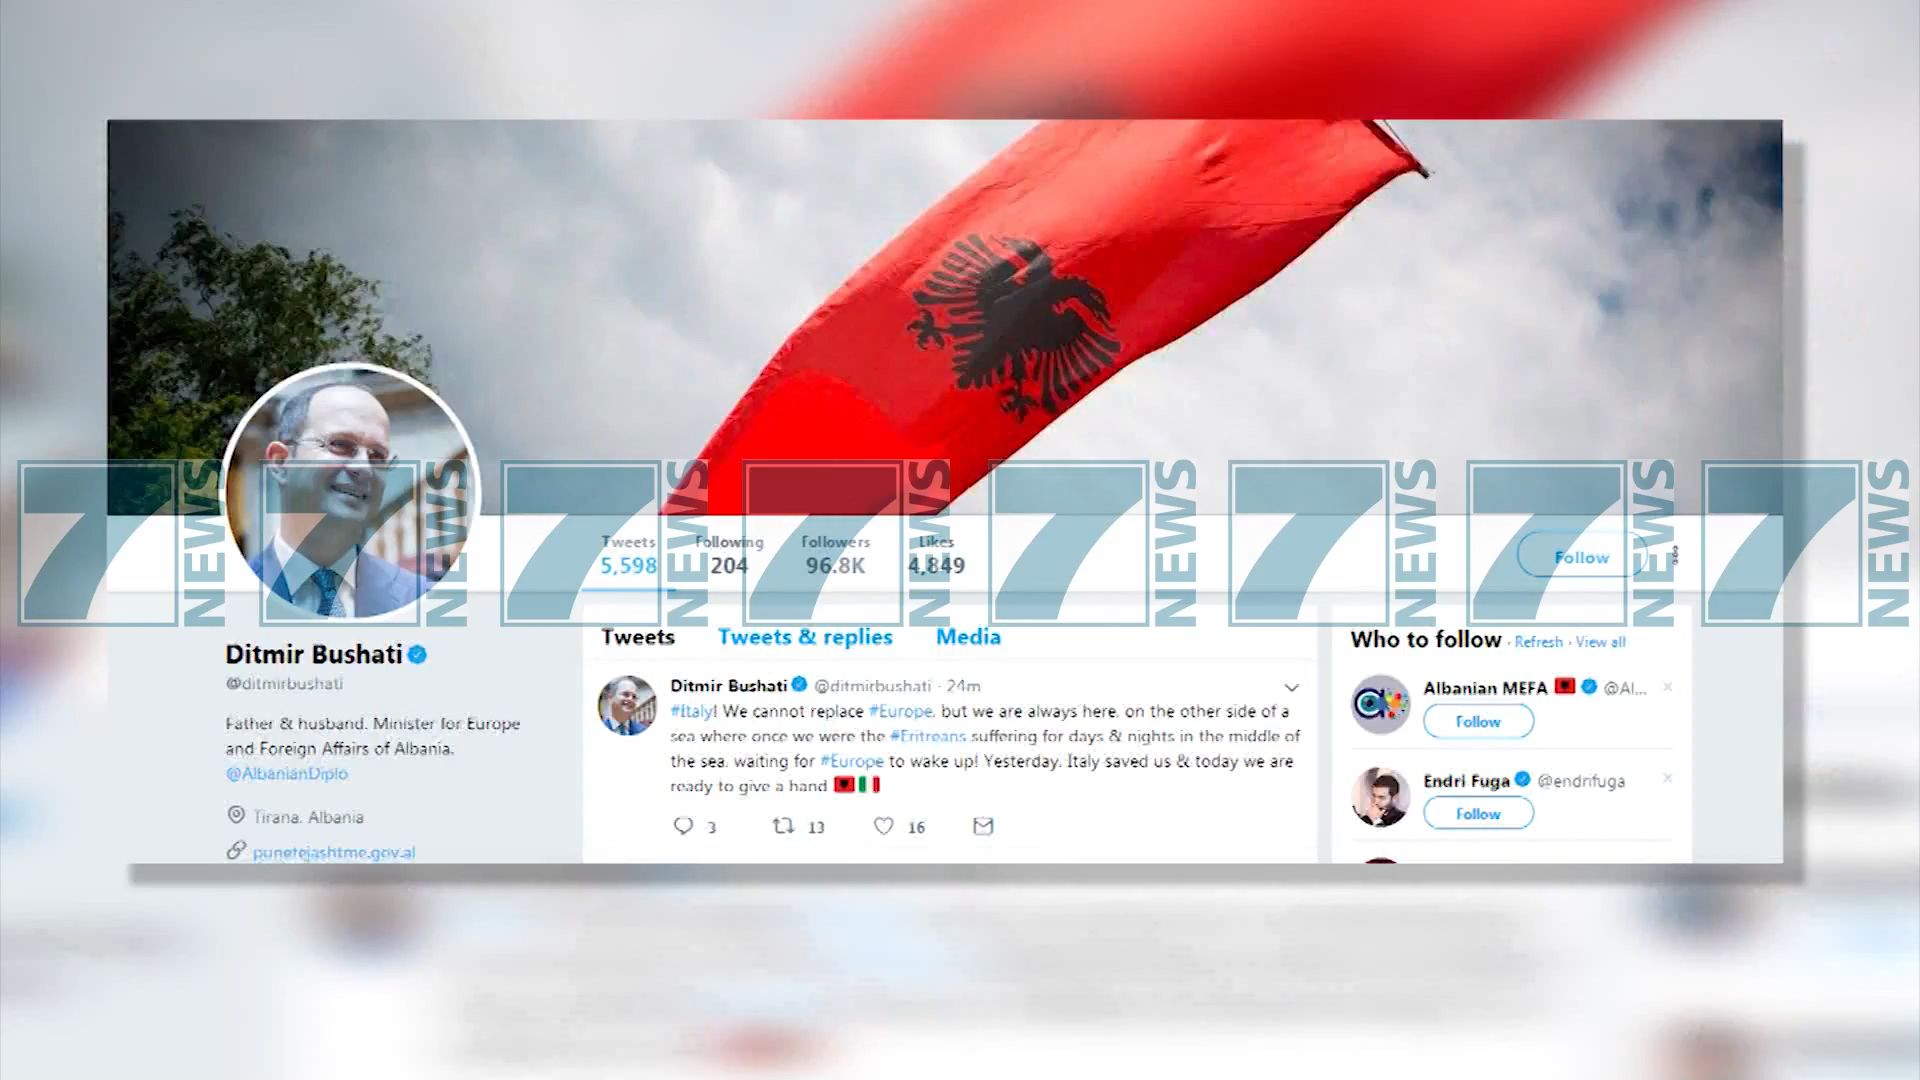 7 NEWS 7 NEWS 7 NEWS 7 NEWS 7 NEWS 7 NEWS 7 NEWS 7 NEWS
Tweets Following Followers Likes
5,598 204 96.8K 4,849
Follow
Ditmir Bushati
@ditmirbushati
Father & husband. Minister for Europe
and Foreign Affairs of Albania.
@AlbanianDiplo
Tirana, Albania
punetejashtme.gov.al
Tweets Tweets & replies Media
Ditmir Bushati @ditmirbushati · 24m
#Italy! We cannot replace #Europe, but we are always here, on the other side of a
sea where once we were the #Eritreans suffering for days & nights in the middle of
the sea, waiting for #Europe to wake up! Yesterday, Italy saved us & today we are
ready to give a hand
3 13 16
Who to follow · Refresh · View all
Albanian MEFA @Al...
Follow
Endri Fuga @endrifuga
Follow